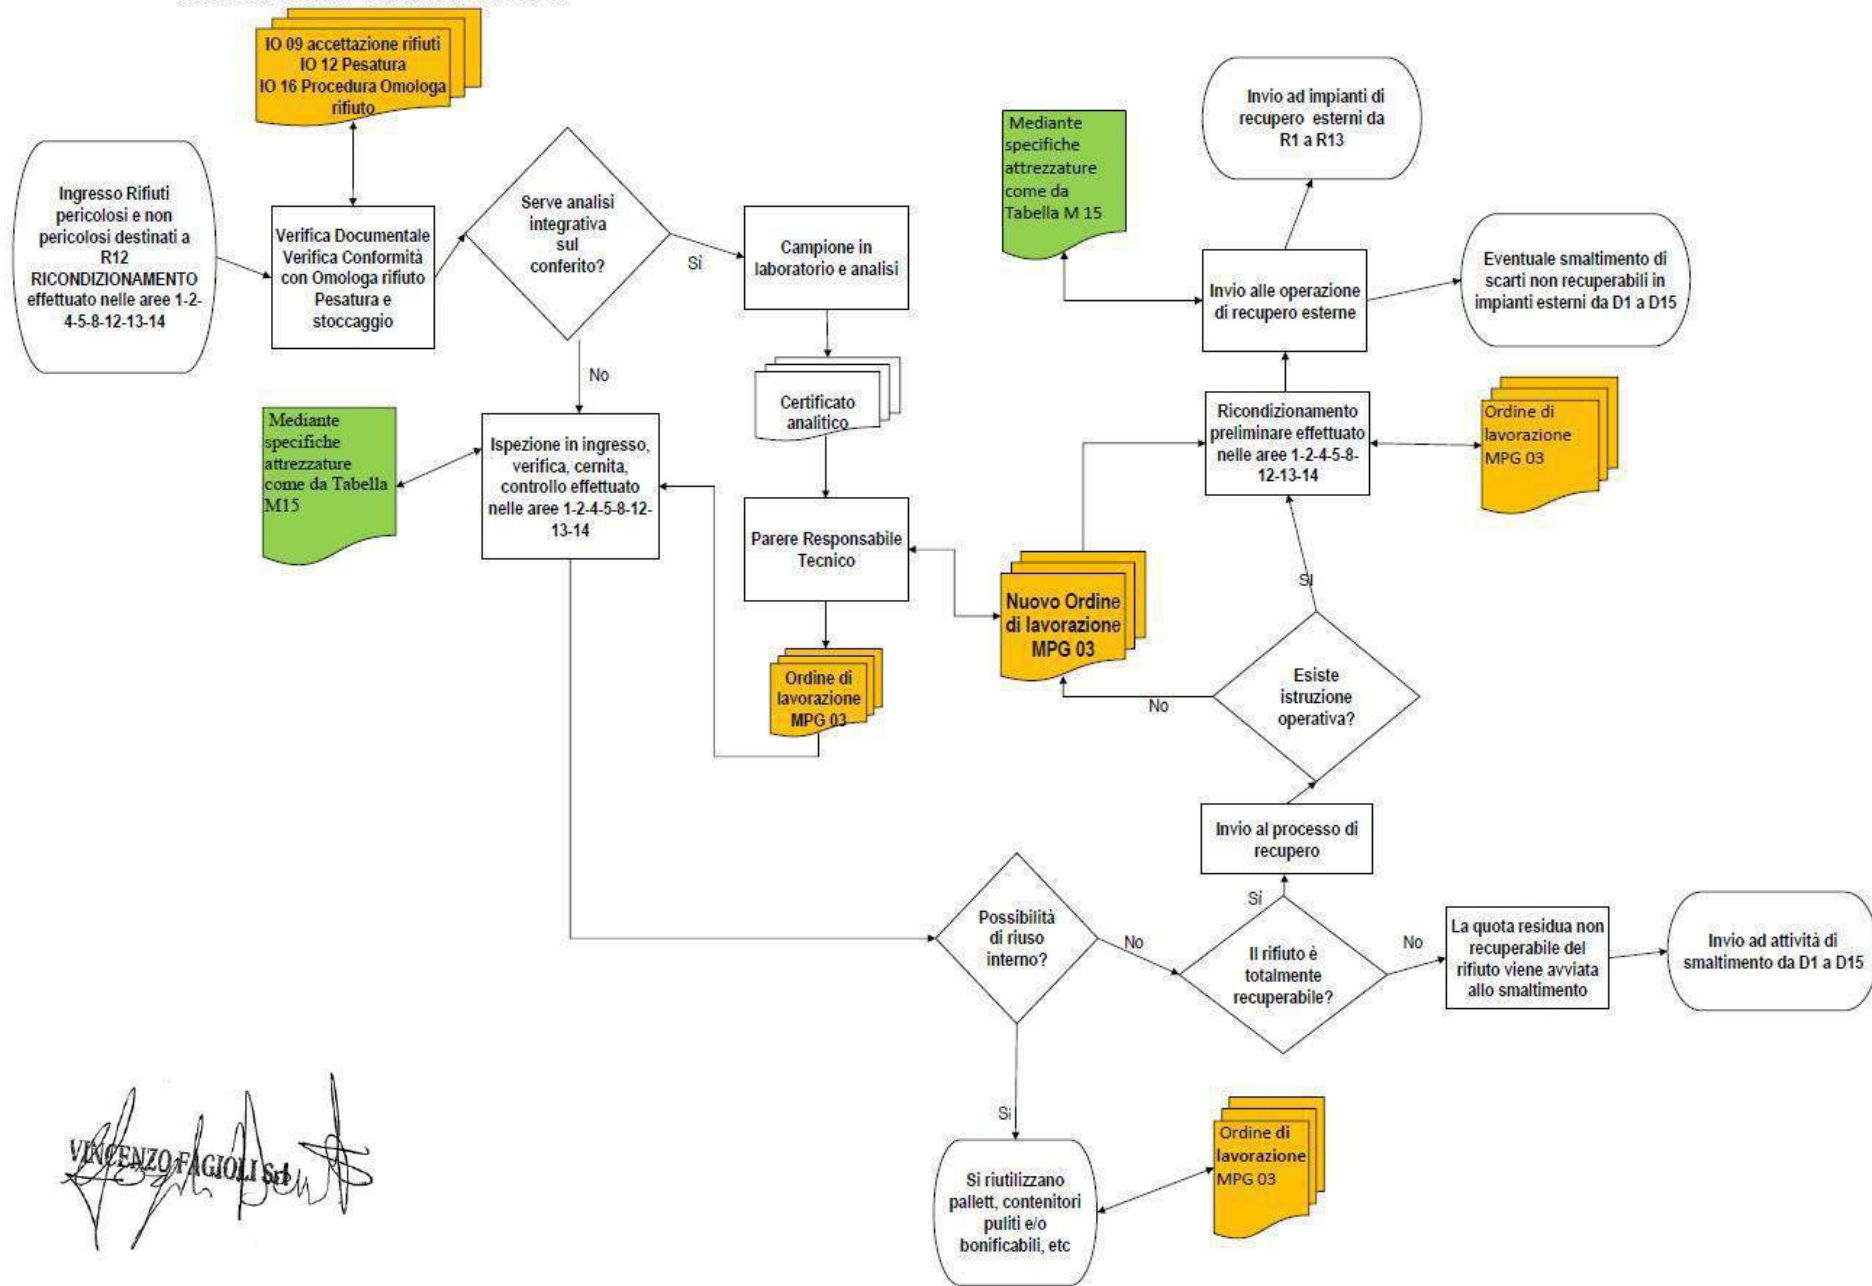 IO 09 accettazione rifiuti
IO 12 Pesatura
IO 16 Procedura Omologa
rifiuto
Ingresso Rifiuti
pericolosi e non
pericolosi destinati a
R12
RICONDIZIONAMENTO
effettuato nelle aree 1-2-
4-5-8-12-13-14
Verifica Documentale
Verifica Conformità
con Omologa rifiuto
Pesatura e
stoccaggio
Serve analisi
integrativa
sul
conferito?
Sì
Campione in
laboratorio e analisi
No
Certificato
analitico
Mediante
specifiche
attrezzature
come da Tabella
M15
Ispezione in ingresso,
verifica, cernita,
controllo effettuato
nelle aree 1-2-4-5-8-12-
13-14
Parere Responsabile
Tecnico
Ordine di
lavorazione
MPG 03
Mediante
specifiche
attrezzature
come da
Tabella M 15
Invio ad impianti di
recupero esterni da
R1 a R13
Invio alle operazione
di recupero esterne
Eventuale smaltimento di
scarti non recuperabili in
impianti esterni da D1 a D15
Ricondizionamento
preliminare effettuato
nelle aree 1-2-4-5-8-
12-13-14
Ordine di
lavorazione
MPG 03
Nuovo Ordine
di lavorazione
MPG 03
Sì
Esiste
istruzione
operativa?
No
Invio al processo di
recupero
Sì
Possibilità
di riuso
interno?
No
Il rifiuto è
totalmente
recuperabile?
No
La quota residua non
recuperabile del
rifiuto viene avviata
allo smaltimento
Invio ad attività di
smaltimento da D1 a D15
Sì
Si riutilizzano
pallett, contenitori
puliti e/o
bonificabili, etc
Ordine di
lavorazione
MPG 03
VINCENZO FAGIOLI Srl